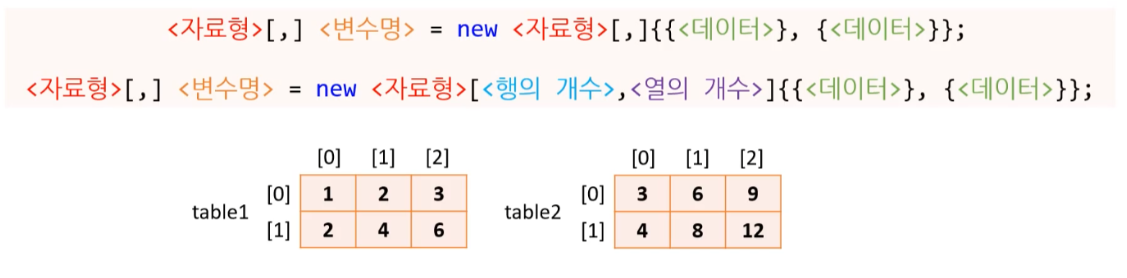 <자료형>[,] <변수명> = new <자료형>[,]{{<데이터>}, {<데이터>}};
<자료형>[,] <변수명> = new <자료형>[<행의 개수>,<열의 개수>]{{<데이터>}, {<데이터>}};
[0] [1] [2]
table1
[0] 1 2 3
[1] 2 4 6
[0] [1] [2]
table2
[0] 3 6 9
[1] 4 8 12